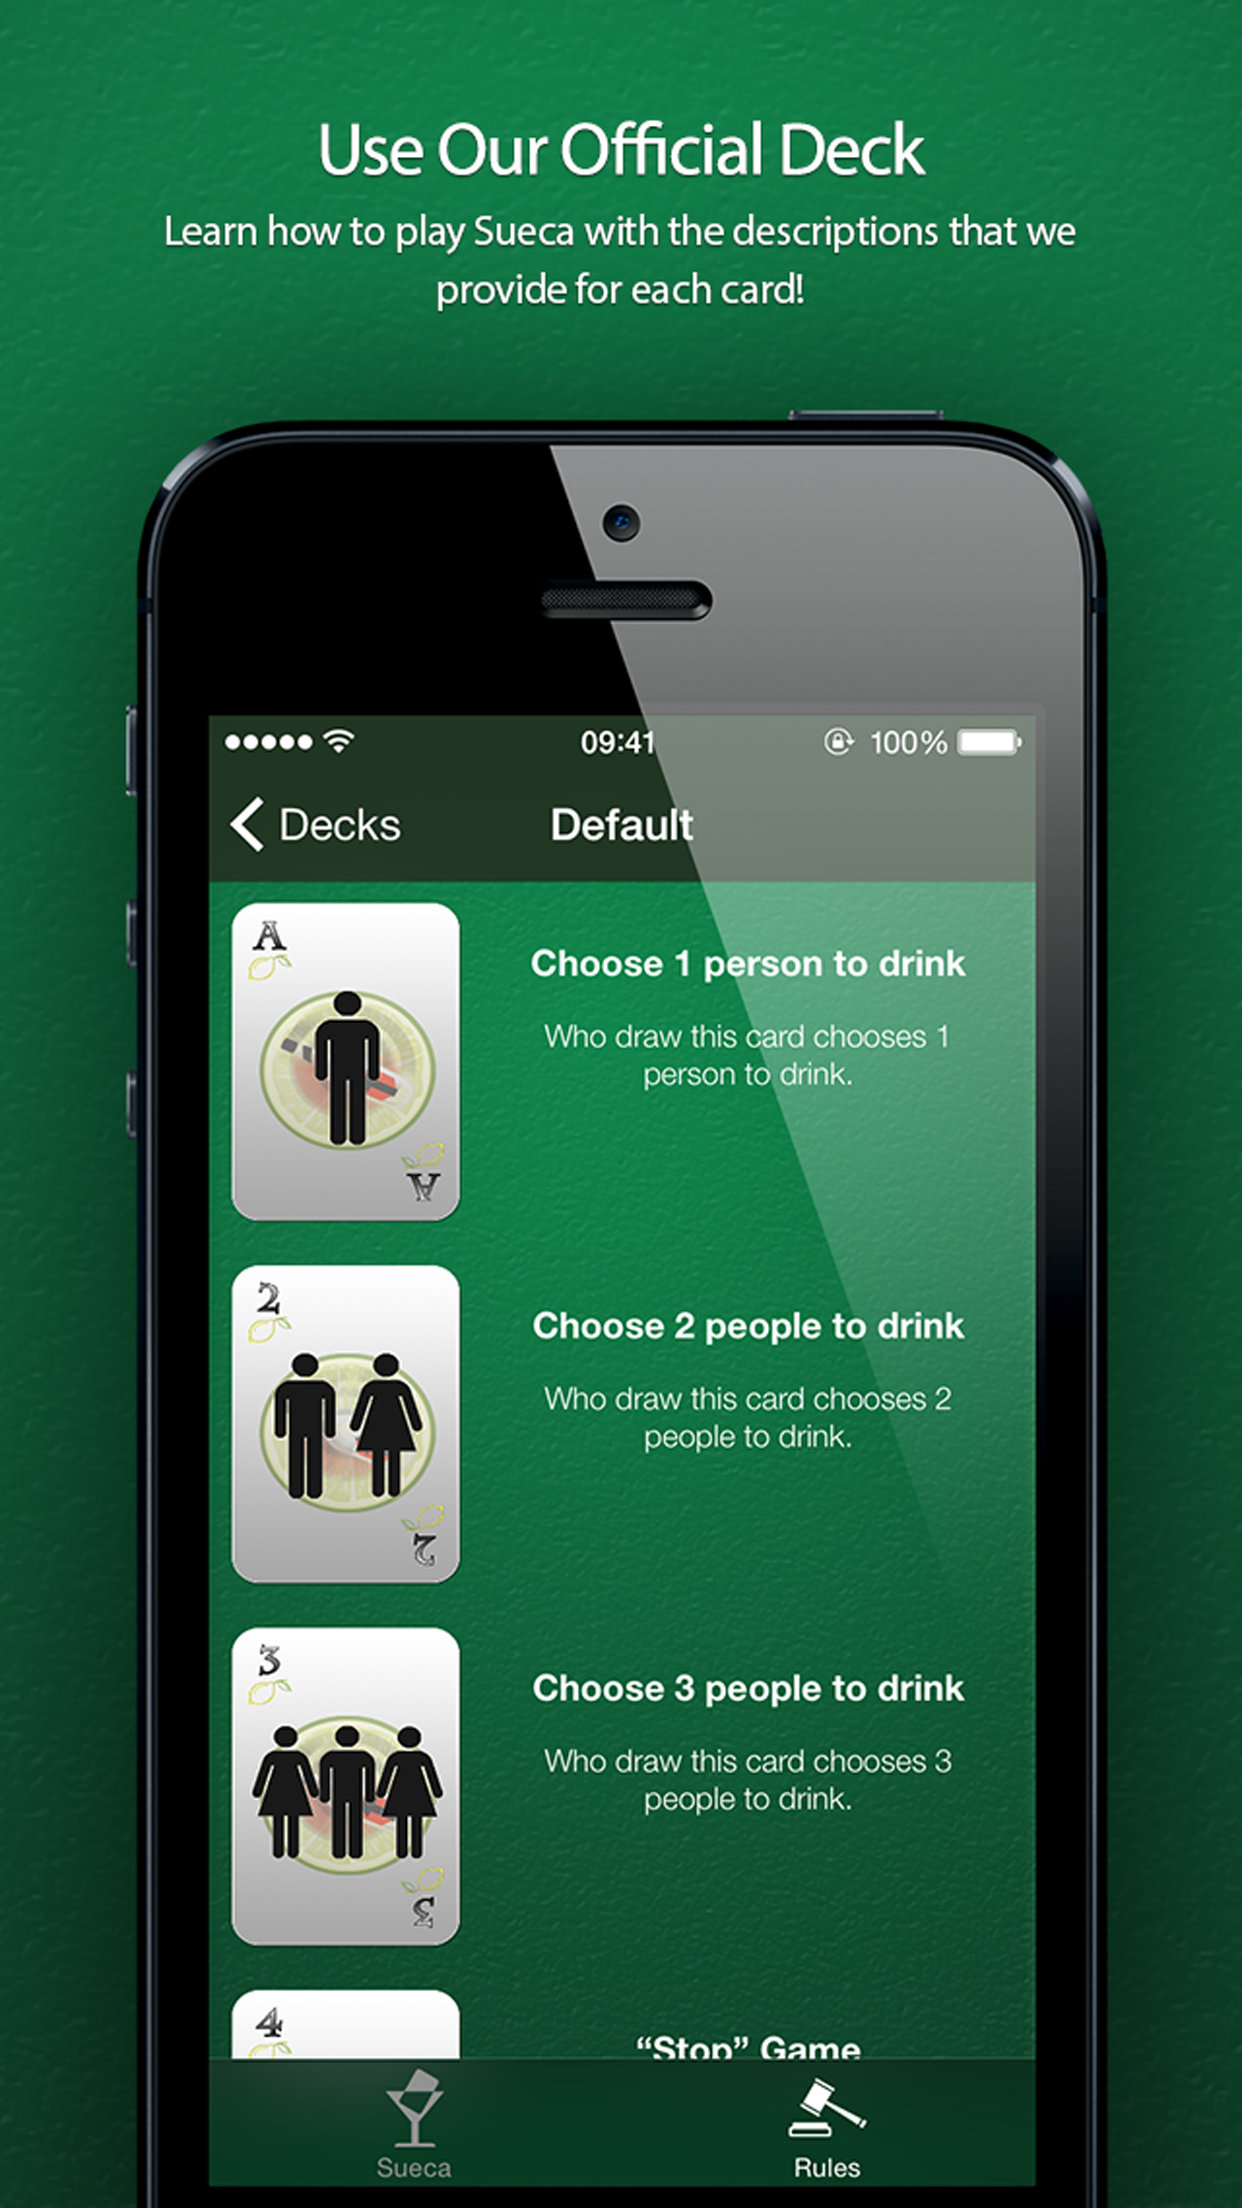 Use Our Official Deck
Learn how to play Sueca with the descriptions that we
provide for each card!
09:41
100%
Decks
Default
A
Choose 1 person to drink
Who draw this card chooses 1
person to drink.
A
2
Choose 2 people to drink
Who draw this card chooses 2
people to drink.
2
3
Choose 3 people to drink
Who draw this card chooses 3
people to drink.
3
4
“Stop” Game
Sueca
Rules